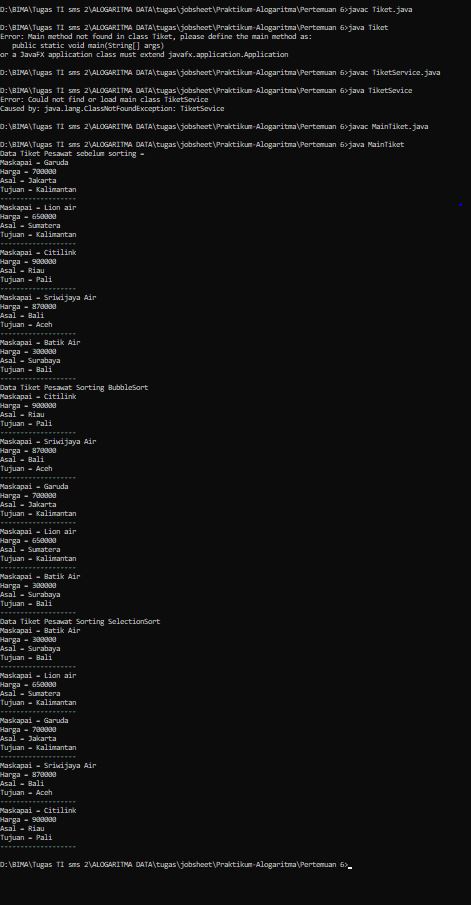 D:\BIMA\Tugas TI sms 2\ALOGARITMA DATA\tugas\jobsheet\Praktikum-Alogaritma\Pertemuan 6>javac Tiket.java
D:\BIMA\Tugas TI sms 2\ALOGARITMA DATA\tugas\jobsheet\Praktikum-Alogaritma\Pertemuan 6>java Tiket
Error: Main method not found in class Tiket, please define the main method as:
public static void main(String[] args)
or a JavaFX application class must extend javafx.application.Application
D:\BIMA\Tugas TI sms 2\ALOGARITMA DATA\tugas\jobsheet\Praktikum-Alogaritma\Pertemuan 6>javac TiketService.java
D:\BIMA\Tugas TI sms 2\ALOGARITMA DATA\tugas\jobsheet\Praktikum-Alogaritma\Pertemuan 6>java TiketSevice
Error: Could not find or load main class TiketSevice
Caused by: java.lang.ClassNotFoundException: TiketSevice
D:\BIMA\Tugas TI sms 2\ALOGARITMA DATA\tugas\jobsheet\Praktikum-Alogaritma\Pertemuan 6>javac MainTiket.java
D:\BIMA\Tugas TI sms 2\ALOGARITMA DATA\tugas\jobsheet\Praktikum-Alogaritma\Pertemuan 6>java MainTiket
Data Tiket Pesawat sebelum sorting =
Maskapai = Garuda
Harga = 700000
Asal = Jakarta
Tujuan = Kalimantan
-------------------
Maskapai = Lion air
Harga = 650000
Asal = Sumatera
Tujuan = Kalimantan
-------------------
Maskapai = Citilink
Harga = 900000
Asal = Riau
Tujuan = Pali
-------------------
Maskapai = Sriwijaya Air
Harga = 870000
Asal = Bali
Tujuan = Aceh
-------------------
Maskapai = Batik Air
Harga = 300000
Asal = Surabaya
Tujuan = Bali
-------------------
Data Tiket Pesawat Sorting BubbleSort
Maskapai = Citilink
Harga = 900000
Asal = Riau
Tujuan = Pali
-------------------
Maskapai = Sriwijaya Air
Harga = 870000
Asal = Bali
Tujuan = Aceh
-------------------
Maskapai = Garuda
Harga = 700000
Asal = Jakarta
Tujuan = Kalimantan
-------------------
Maskapai = Lion air
Harga = 650000
Asal = Sumatera
Tujuan = Kalimantan
-------------------
Maskapai = Batik Air
Harga = 300000
Asal = Surabaya
Tujuan = Bali
-------------------
Data Tiket Pesawat Sorting SelectionSort
Maskapai = Batik Air
Harga = 300000
Asal = Surabaya
Tujuan = Bali
-------------------
Maskapai = Lion air
Harga = 650000
Asal = Sumatera
Tujuan = Kalimantan
-------------------
Maskapai = Garuda
Harga = 700000
Asal = Jakarta
Tujuan = Kalimantan
-------------------
Maskapai = Sriwijaya Air
Harga = 870000
Asal = Bali
Tujuan = Aceh
-------------------
Maskapai = Citilink
Harga = 900000
Asal = Riau
Tujuan = Pali
-------------------
D:\BIMA\Tugas TI sms 2\ALOGARITMA DATA\tugas\jobsheet\Praktikum-Alogaritma\Pertemuan 6>